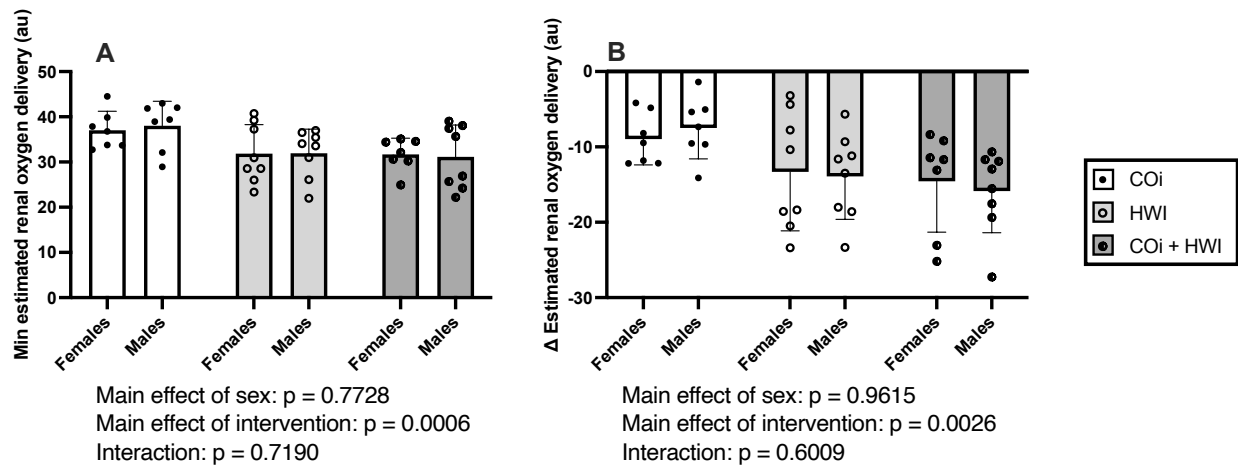 A
Min estimated renal oxygen delivery (au)
50
40
30
20
10
0
Females
Males
Females
Males
Females
Males
Main effect of sex: p = 0.7728
Main effect of intervention: p = 0.0006
Interaction: p = 0.7190
B
Δ Estimated renal oxygen delivery (au)
0
-10
-20
-30
Females
Males
Females
Males
Females
Males
Main effect of sex: p = 0.9615
Main effect of intervention: p = 0.0026
Interaction: p = 0.6009
COi
HWI
COi + HWI